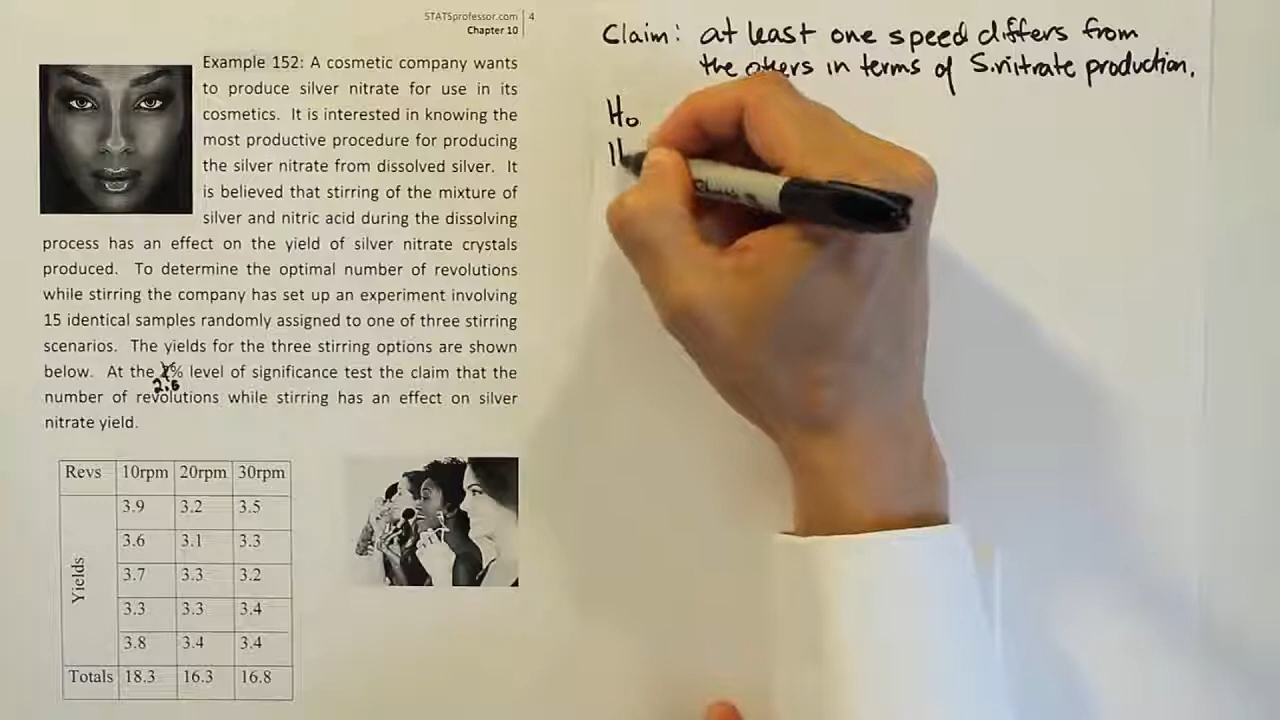 STATSprofessor.com | 4
Chapter 10
Example 152: A cosmetic company wants
to produce silver nitrate for use in its
cosmetics. It is interested in knowing the
most productive procedure for producing
the silver nitrate from dissolved silver. It
is believed that stirring of the mixture of
silver and nitric acid during the dissolving
process has an effect on the yield of silver nitrate crystals
produced. To determine the optimal number of revolutions
while stirring the company has set up an experiment involving
15 identical samples randomly assigned to one of three stirring
scenarios. The yields for the three stirring options are shown
below. At the % level of significance test the claim that the
2.5
number of revolutions while stirring has an effect on silver
nitrate yield.
Revs 10rpm 20rpm 30rpm
Yields
3.9 3.2 3.5
3.6 3.1 3.3
3.7 3.3 3.2
3.3 3.3 3.4
3.8 3.4 3.4
Totals 18.3 16.3 16.8
Claim: at least one speed differs from
the others in terms of S.nitrate production.
Ho